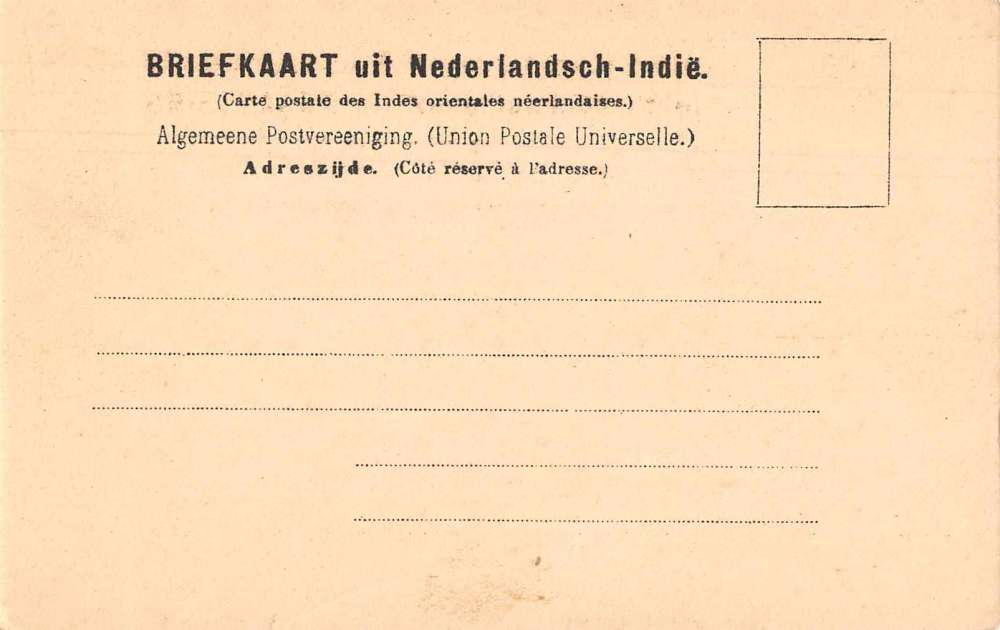 BRIEFKAART uit Nederlandsch-Indië.
(Carte postale des Indes orientales néerlandaises.)
Algemeene Postvereeniging. (Union Postale Universelle.)
Adreszijde. (Côté réservé à l'adresse.)